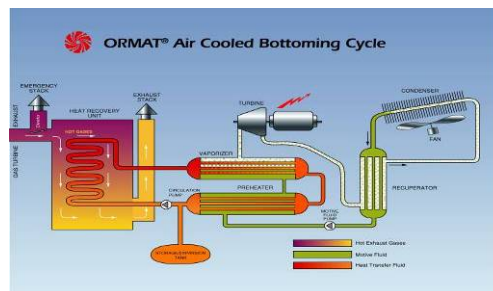 ORMAT® Air Cooled Bottoming Cycle
EMERGENCY
STACK
EXHAUST
HEAT RECOVERY
UNIT
EXHAUST
STACK
HOT GASES
GAS TURBINE
TURBINE
CONDENSER
FAN
VAPORIZER
PREHEATER
CIRCULATION
PUMP
MOTIVE
FLUID
PUMP
RECUPERATOR
Hot Exhaust Gases
Motive Fluid
Heat Transfer Fluid